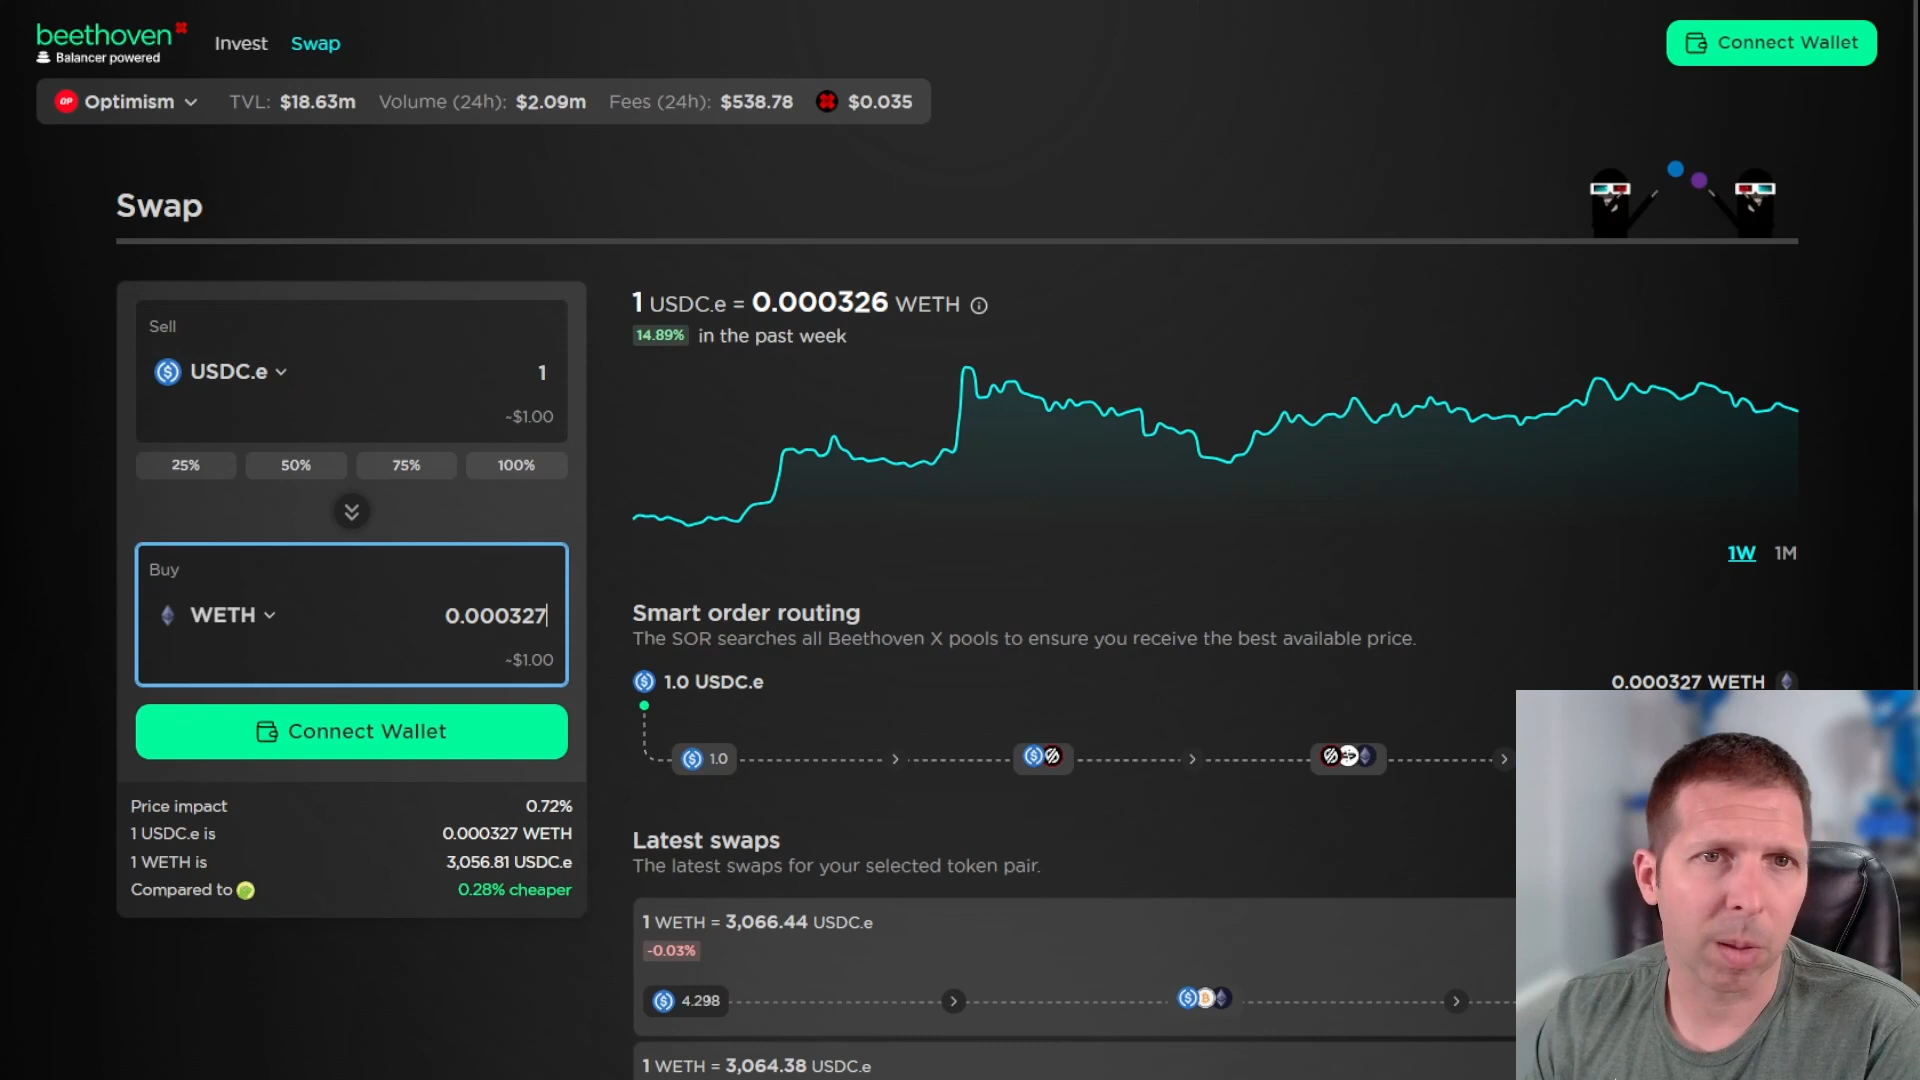 beethoven
Balancer powered
Invest
Swap
Connect Wallet
OP Optimism TVL: $18.63m Volume (24h): $2.09m Fees (24h): $538.78 $0.035
Swap
Sell
USDC.e 1
~$1.00
25% 50% 75% 100%
Buy
WETH 0.000327
~$1.00
Connect Wallet
Price impact 0.72%
1 USDC.e is 0.000327 WETH
1 WETH is 3,056.81 USDC.e
Compared to 0.28% cheaper
1 USDC.e = 0.000326 WETH
14.89% in the past week
1W 1M
Smart order routing
The SOR searches all Beethoven X pools to ensure you receive the best available price.
1.0 USDC.e 0.000327 WETH
1.0
Latest swaps
The latest swaps for your selected token pair.
1 WETH = 3,066.44 USDC.e
-0.03%
4.298
1 WETH = 3,064.38 USDC.e